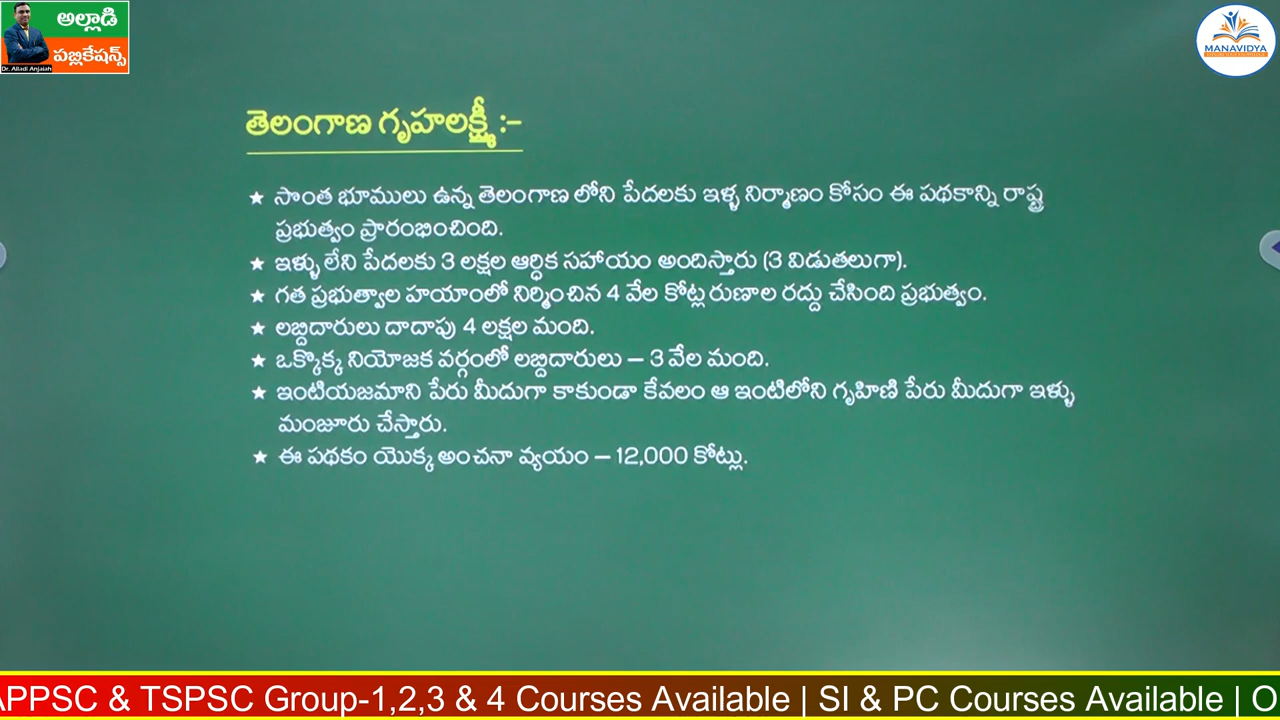 అల్లాడి
పబ్లికేషన్స్
Dr. Alladi Anjaiah
MANAVIDYA
తెలంగాణ గృహలక్ష్మీ :-
★ సొంత భూములు ఉన్న తెలంగాణ లోని పేదలకు ఇళ్ళ నిర్మాణం కోసం ఈ పథకాన్ని రాష్ట్ర
ప్రభుత్వం ప్రారంభించింది.
★ ఇళ్ళు లేని పేదలకు 3 లక్షల ఆర్థిక సహాయం అందిస్తారు (3 విడుతలుగా).
★ గత ప్రభుత్వాల హయాంలో నిర్మించిన 4 వేల కోట్ల రుణాల రద్దు చేసింది ప్రభుత్వం.
★ లబ్దిదారులు దాదాపు 4 లక్షల మంది.
★ ఒక్కొక్క నియోజక వర్గంలో లబ్దిదారులు – 3 వేల మంది.
★ ఇంటియజమాని పేరు మీదుగా కాకుండా కేవలం ఆ ఇంటిలోని గృహిణి పేరు మీదుగా ఇళ్ళు
మంజూరు చేస్తారు.
★ ఈ పథకం యొక్క అంచనా వ్యయం – 12,000 కోట్లు.
APPSC & TSPSC Group-1,2,3 & 4 Courses Available | SI & PC Courses Available | O